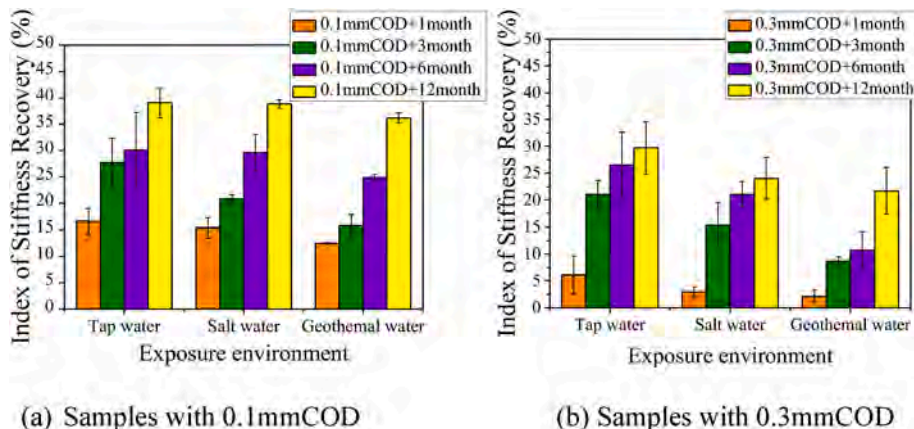 0.1mmCOD+1month
0.1mmCOD+3month
0.1mmCOD+6month
0.1mmCOD+12month
Index of Stiffness Recovery (%)
50
45
40
35
30
25
20
15
10
5
0
Tap water Salt water Geothemal water
Exposure environment
(a) Samples with 0.1mmCOD
0.3mmCOD+1month
0.3mmCOD+3month
0.3mmCOD+6month
0.3mmCOD+12month
Index of Stiffness Recovery (%)
50
45
40
35
30
25
20
15
10
5
0
Tap water Salt water Geothemal water
Exposure environment
(b) Samples with 0.3mmCOD